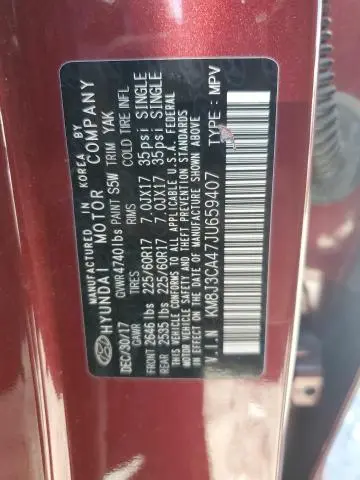 MANUFACTURED IN KOREA BY
HYUNDAI MOTOR COMPANY
GVWR 4740lbs PAINT S5W TRIM YAK
DEC/30/17 GAWR TIRES RIMS COLD TIRE INFL
FRONT 2646 lbs 225/60R17 7.0JX17 35psi SINGLE
REAR 2535 lbs 225/60R17 7.0JX17 35psi SINGLE
THIS VEHICLE CONFORMS TO ALL APPLICABLE U.S.A. FEDERAL
MOTOR VEHICLE SAFETY STANDARDS IN
EFFECT ON THE DATE OF MANUFACTURE SHOWN ABOVE
V.I.N : KM8J3CA47JU659407 TYPE : MPV